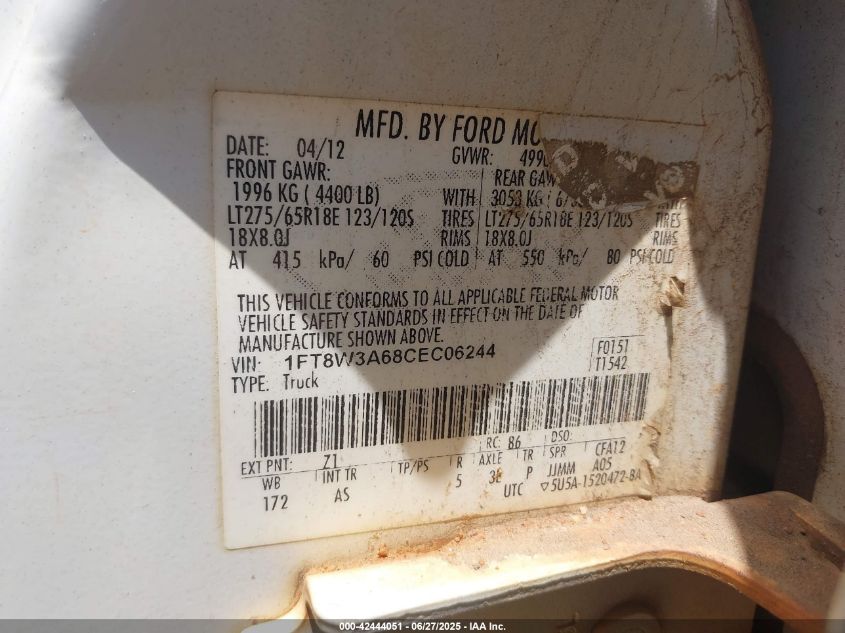 MFD. BY FORD
DATE: 04/12 GVWR:
FRONT GAWR: REAR GAW
1996 KG ( 4400 LB) WITH 3053 KG (
LT275/65R18E 123/120S TIRES LT275/65R18E 123/120S TIRES
18X8.0J RIMS 18X8.0J RIMS
AT 415 kPa/ 60 PSI COLD AT 550 kPa/ 80 PSI COLD
THIS VEHICLE CONFORMS TO ALL APPLICABLE FEDERAL MOTOR
VEHICLE SAFETY STANDARDS IN EFFECT ON THE DATE OF
MANUFACTURE SHOWN ABOVE.
VIN: 1FT8W3A68CEC06244 F0151
TYPE: Truck T1542
RC: 86 DSO:
EXT PNT: Z1
WB INT TR TP/PS R AXLE TR SPR CFA12
172 AS 5 P JJMM A05
UTC ▽5U5A-1520472-BA
000-42444051 - 06/27/2025 - IAA Inc.